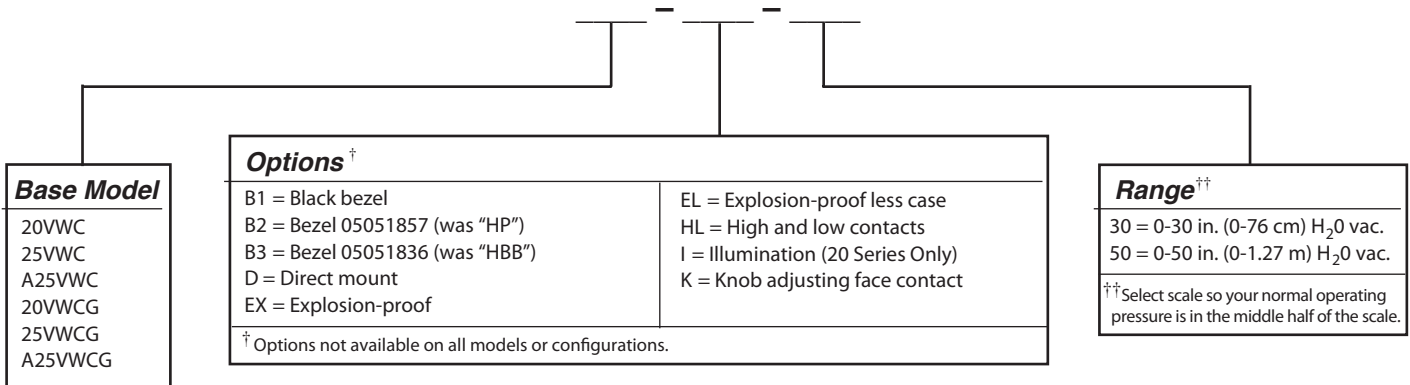 ____ - ____ - ____
Base Model
20VWC
25VWC
A25VWC
20VWCG
25VWCG
A25VWCG
Options †
B1 = Black bezel
B2 = Bezel 05051857 (was “HP”)
B3 = Bezel 05051836 (was “HBB”)
D = Direct mount
EX = Explosion-proof
EL = Explosion-proof less case
HL = High and low contacts
I = Illumination (20 Series Only)
K = Knob adjusting face contact
† Options not available on all models or configurations.
Range††
30 = 0-30 in. (0-76 cm) H₂0 vac.
50 = 0-50 in. (0-1.27 m) H₂0 vac.
††Select scale so your normal operating
pressure is in the middle half of the scale.